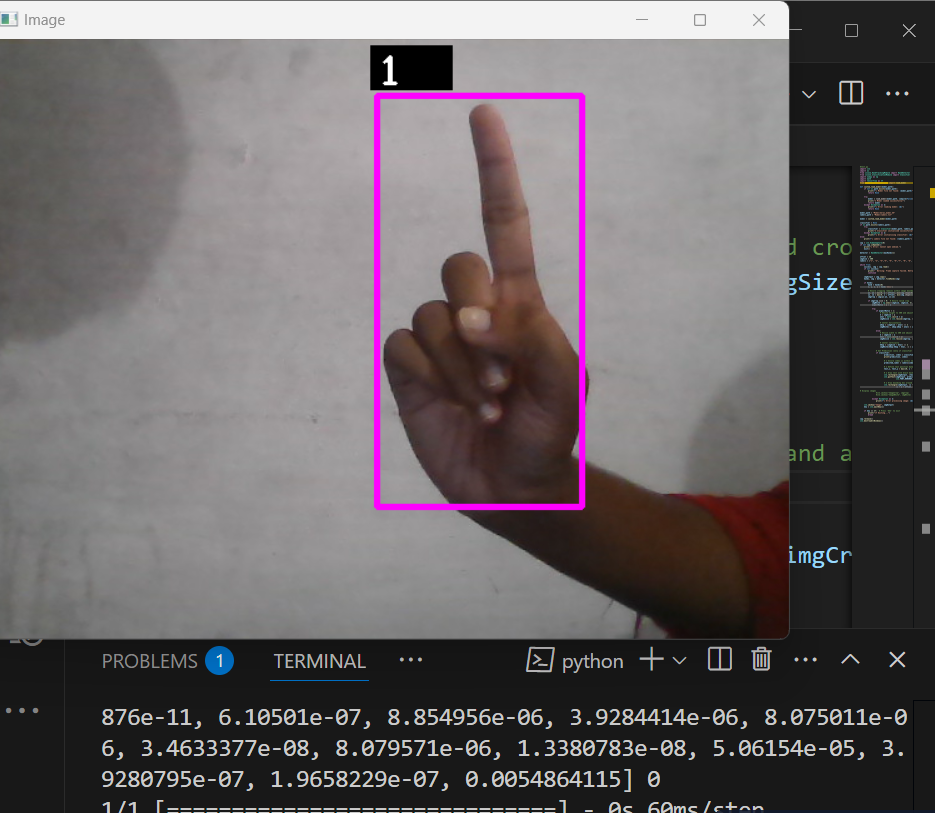 Image
1
d cro
gSize
and a
imgCr
PROBLEMS 1 TERMINAL ... python ...
876e-11, 6.10501e-07, 8.854956e-06, 3.9284414e-06, 8.075011e-0
6, 3.4633377e-08, 8.079571e-06, 1.3380783e-08, 5.06154e-05, 3.
9280795e-07, 1.9658229e-07, 0.0054864115] 0
1/1 [==============================] - 0s 60ms/step